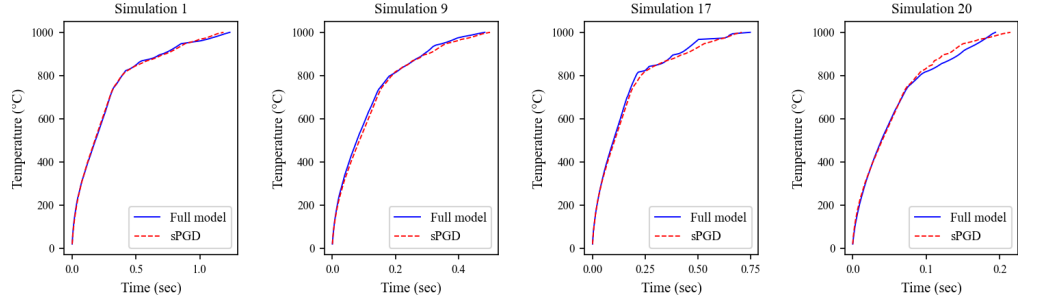 Simulation 1
Temperature (°C)
1000
800
600
400
200
0
Full model
sPGD
0.0
0.5
1.0
Time (sec)
Simulation 9
Temperature (°C)
1000
800
600
400
200
0
Full model
sPGD
0.0
0.2
0.4
Time (sec)
Simulation 17
Temperature (°C)
1000
800
600
400
200
0
Full model
sPGD
0.00
0.25
0.50
0.75
Time (sec)
Simulation 20
Temperature (°C)
1000
800
600
400
200
0
Full model
sPGD
0.0
0.1
0.2
Time (sec)